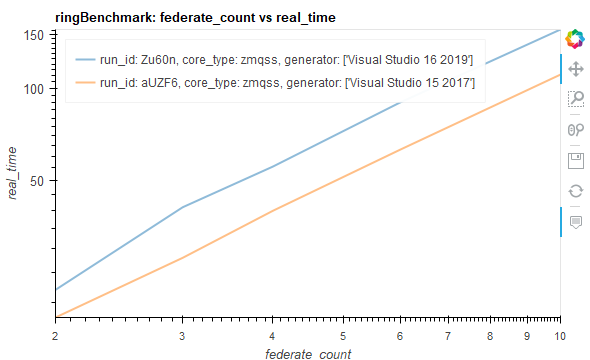 ringBenchmark: federate_count vs real_time
150
run_id: Zu60n, core_type: zmqss, generator: ['Visual Studio 16 2019']
run_id: aUZF6, core_type: zmqss, generator: ['Visual Studio 15 2017']
100
50
real_time
2 3 4 5 6 7 8 9 10
federate_count